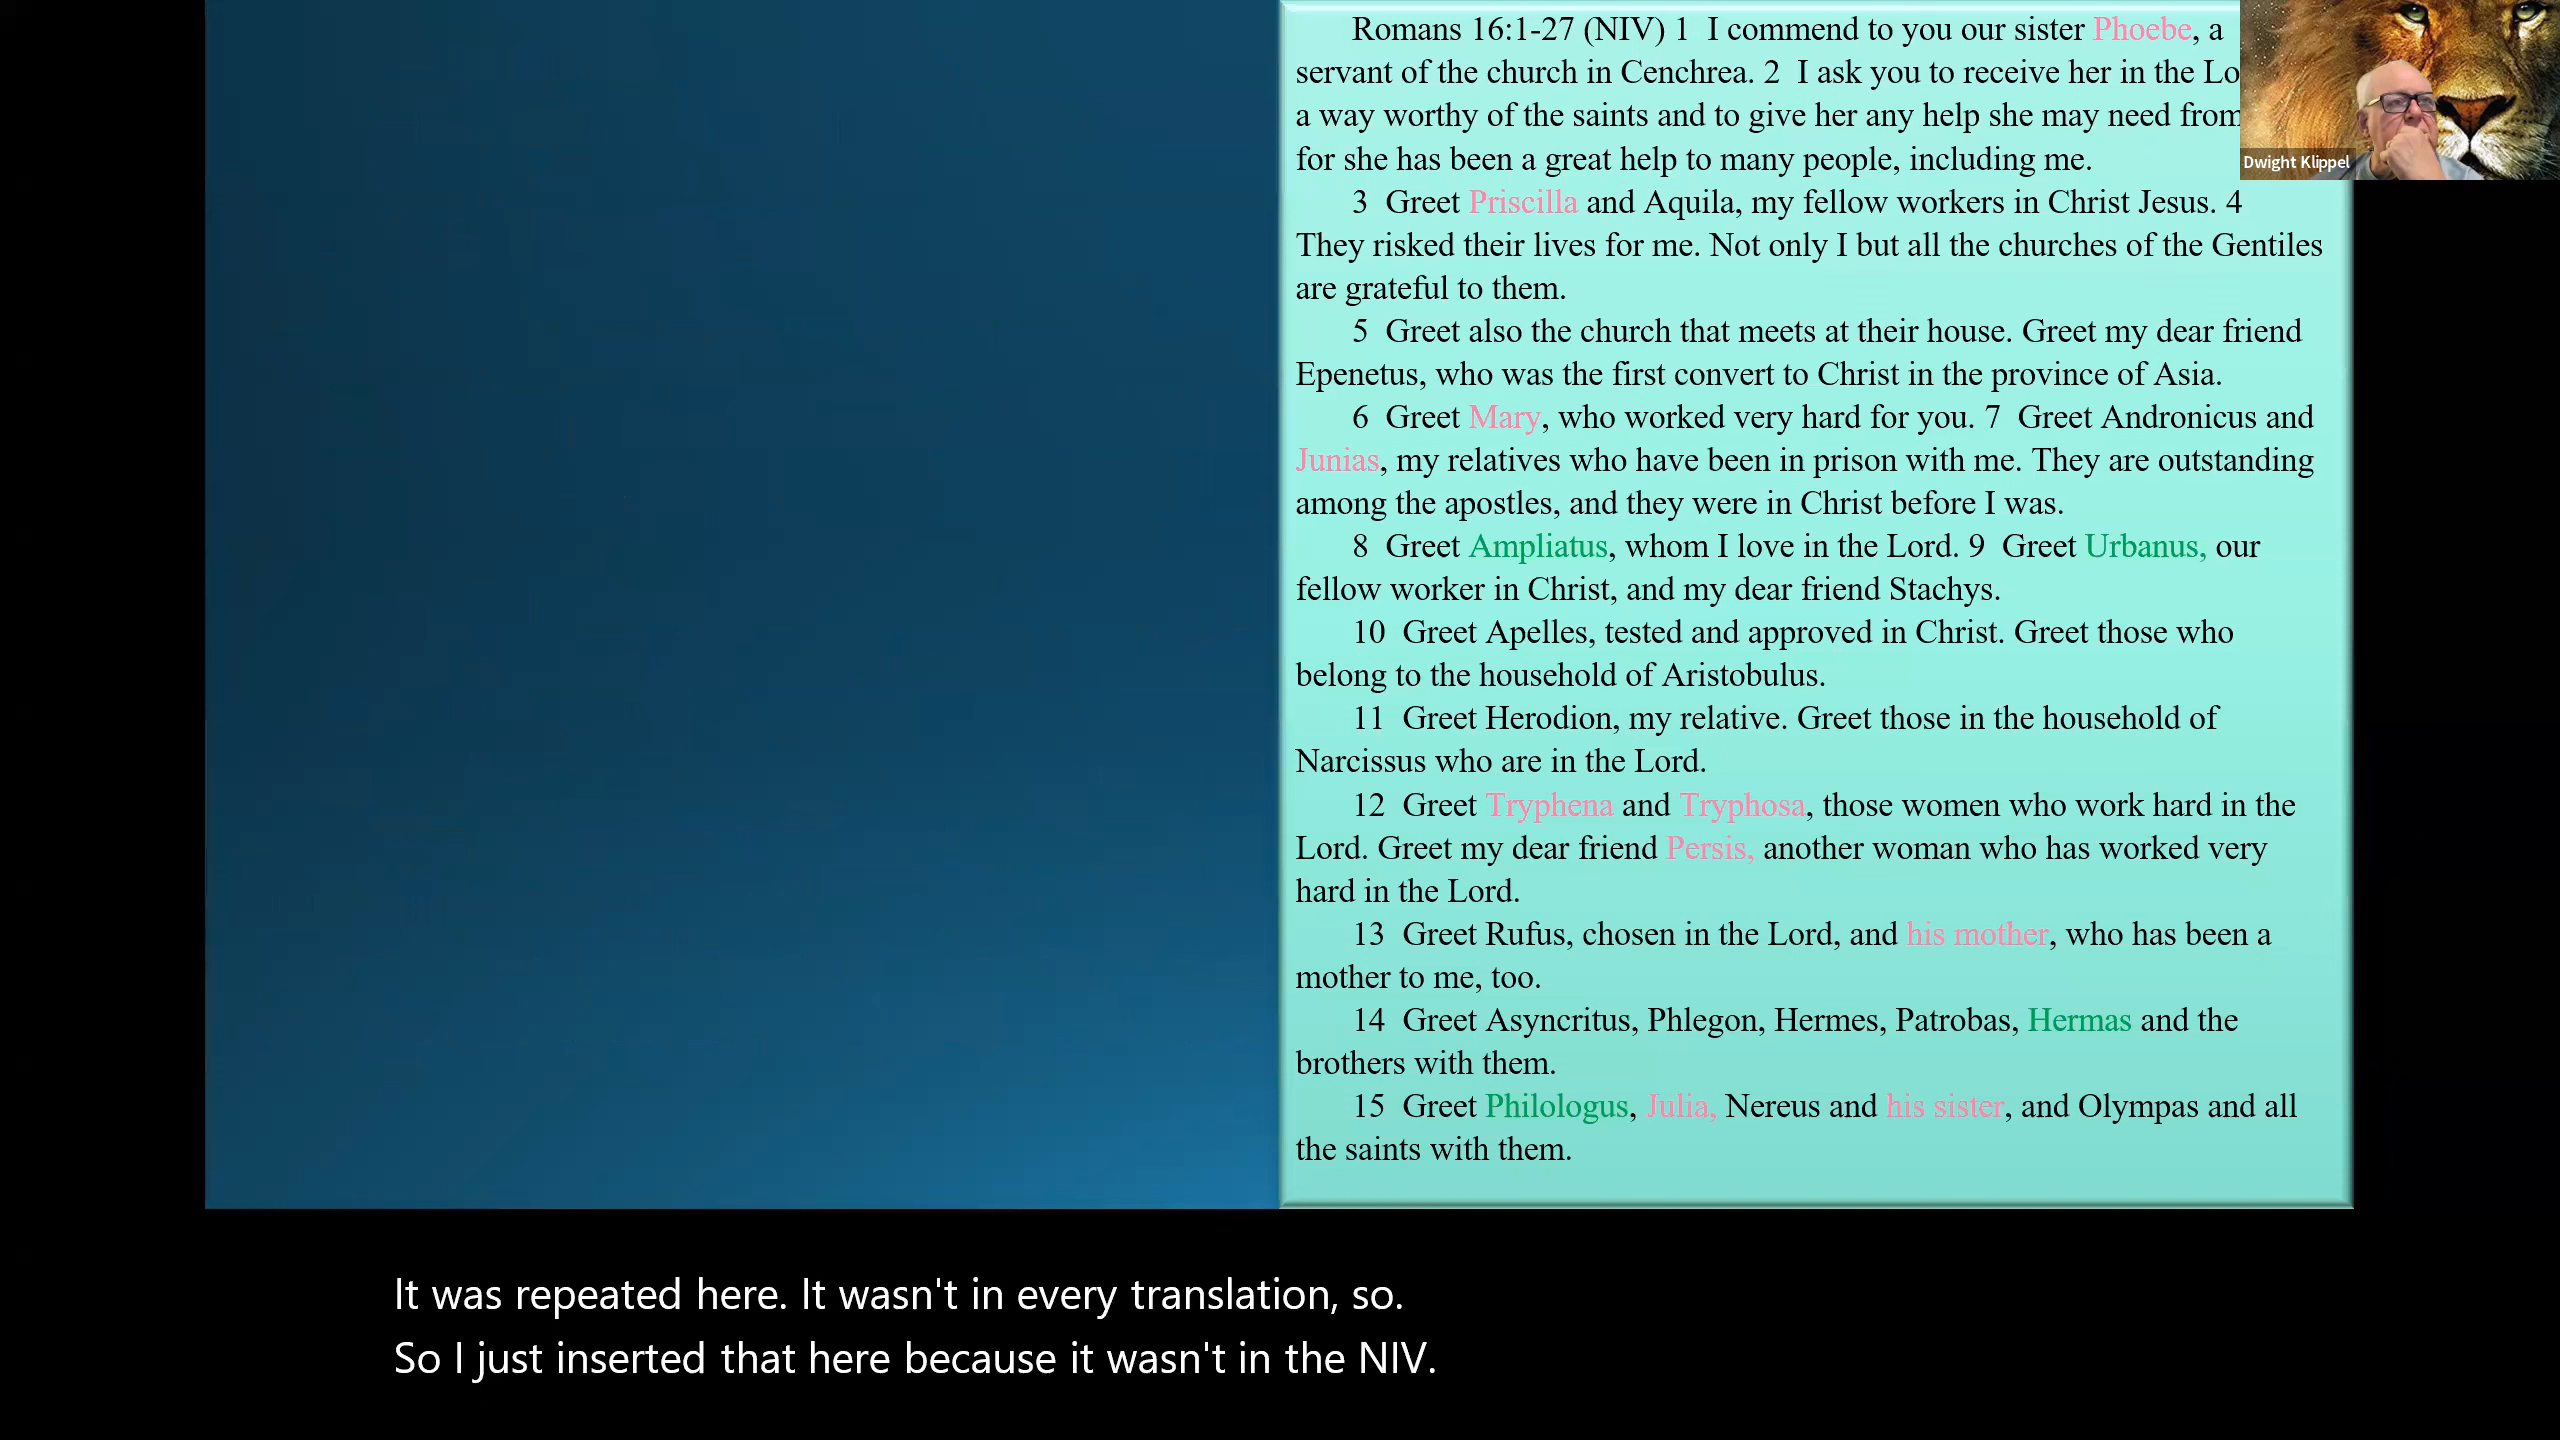 Romans 16:1-27 (NIV) 1 I commend to you our sister Phoebe, a
servant of the church in Cenchrea. 2 I ask you to receive her in the Lo
a way worthy of the saints and to give her any help she may need from
for she has been a great help to many people, including me.
3 Greet Priscilla and Aquila, my fellow workers in Christ Jesus. 4
They risked their lives for me. Not only I but all the churches of the Gentiles
are grateful to them.
5 Greet also the church that meets at their house. Greet my dear friend
Epenetus, who was the first convert to Christ in the province of Asia.
6 Greet Mary, who worked very hard for you. 7 Greet Andronicus and
Junias, my relatives who have been in prison with me. They are outstanding
among the apostles, and they were in Christ before I was.
8 Greet Ampliatus, whom I love in the Lord. 9 Greet Urbanus, our
fellow worker in Christ, and my dear friend Stachys.
10 Greet Apelles, tested and approved in Christ. Greet those who
belong to the household of Aristobulus.
11 Greet Herodion, my relative. Greet those in the household of
Narcissus who are in the Lord.
12 Greet Tryphena and Tryphosa, those women who work hard in the
Lord. Greet my dear friend Persis, another woman who has worked very
hard in the Lord.
13 Greet Rufus, chosen in the Lord, and his mother, who has been a
mother to me, too.
14 Greet Asyncritus, Phlegon, Hermes, Patrobas, Hermas and the
brothers with them.
15 Greet Philologus, Julia, Nereus and his sister, and Olympas and all
the saints with them.
Dwight Klippel
It was repeated here. It wasn't in every translation, so.
So I just inserted that here because it wasn't in the NIV.